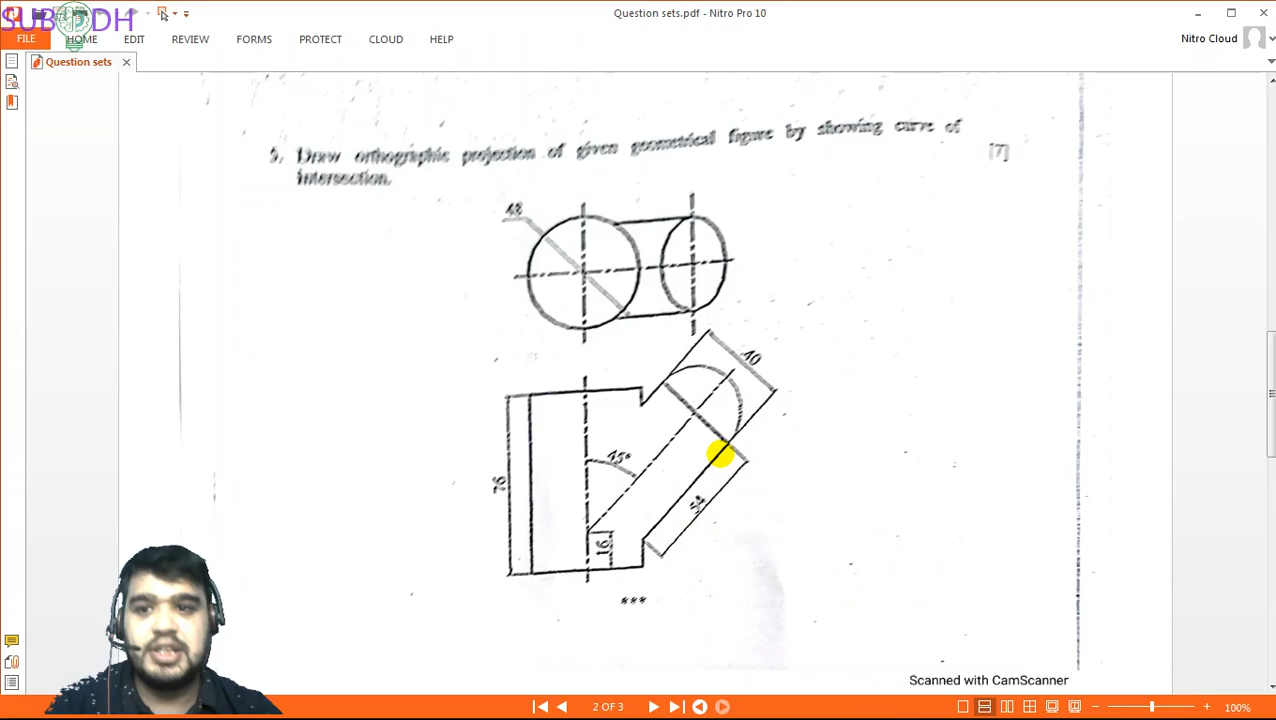 SUBODH
Question sets.pdf - Nitro Pro 10
FILE HOME EDIT REVIEW FORMS PROTECT CLOUD HELP
Nitro Cloud
Question sets
5. Draw orthographic projection of given geometrical figure by showing curve of
intersection.
[7]
48
40
45°
76
16
***
Scanned with CamScanner
2 OF 3
100%